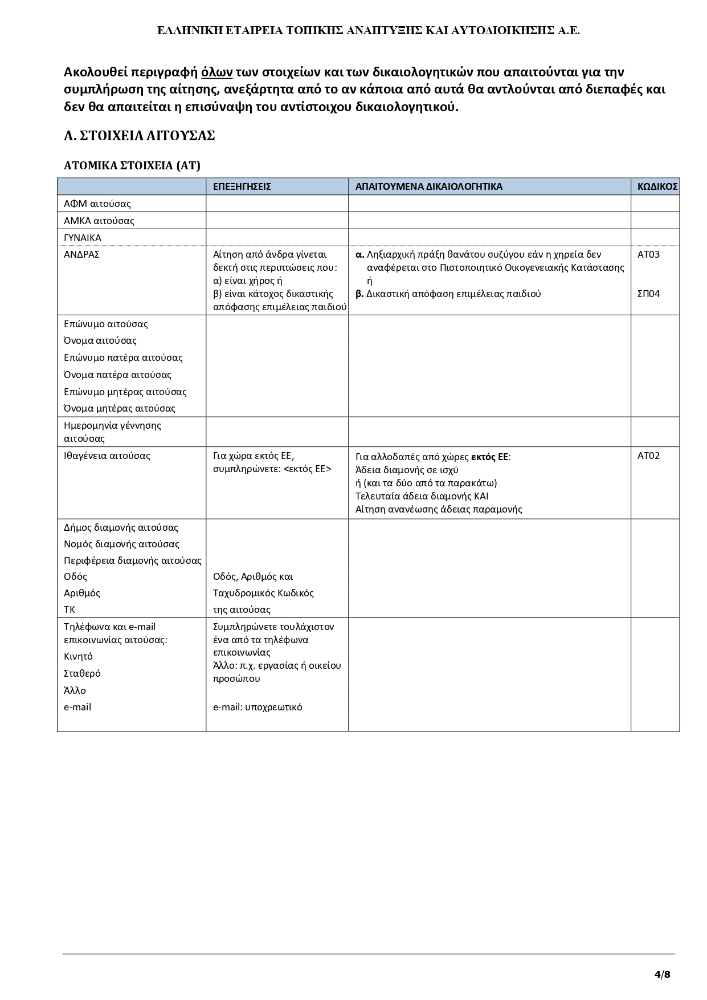 ΕΛΛΗΝΙΚΗ ΕΤΑΙΡΕΙΑ ΤΟΠΙΚΗΣ ΑΝΑΠΤΥΞΗΣ ΚΑΙ ΑΥΤΟΔΙΟΙΚΗΣΗΣ Α.Ε.
Ακολουθεί περιγραφή όλων των στοιχείων και των δικαιολογητικών που απαιτούνται για την
συμπλήρωση της αίτησης, ανεξάρτητα από το αν κάποια από αυτά θα αντλούνται από διεπαφές και
δεν θα απαιτείται η επισύναψη του αντίστοιχου δικαιολογητικού.
Α. ΣΤΟΙΧΕΙΑ ΑΙΤΟΥΣΑΣ
ΑΤΟΜΙΚΑ ΣΤΟΙΧΕΙΑ (ΑΤ)
ΕΠΕΞΗΓΗΣΕΙΣ ΑΠΑΙΤΟΥΜΕΝΑ ΔΙΚΑΙΟΛΟΓΗΤΙΚΑ ΚΩΔΙΚΟΣ
ΑΦΜ αιτούσας
ΑΜΚΑ αιτούσας
ΓΥΝΑΙΚΑ
ΑΝΔΡΑΣ
Αίτηση από άνδρα γίνεται
δεκτή στις περιπτώσεις που:
α) είναι χήρος ή
β) είναι κάτοχος δικαστικής
απόφασης επιμέλειας παιδιού
α. Ληξιαρχική πράξη θανάτου συζύγου εάν η χηρεία δεν
αναφέρεται στο Πιστοποιητικό Οικογενειακής Κατάστασης
ή
β. Δικαστική απόφαση επιμέλειας παιδιού
ΑΤ03
ΣΠ04
Επώνυμο αιτούσας
Όνομα αιτούσας
Επώνυμο πατέρα αιτούσας
Όνομα πατέρα αιτούσας
Επώνυμο μητέρας αιτούσας
Όνομα μητέρας αιτούσας
Ημερομηνία γέννησης
αιτούσας
Ιθαγένεια αιτούσας
Για χώρα εκτός ΕΕ,
συμπληρώνετε: <εκτός ΕΕ>
Για αλλοδαπές από χώρες εκτός ΕΕ:
Άδεια διαμονής σε ισχύ
ή (και τα δύο από τα παρακάτω)
Τελευταία άδεια διαμονής ΚΑΙ
Αίτηση ανανέωσης άδειας παραμονής
ΑΤ02
Δήμος διαμονής αιτούσας
Νομός διαμονής αιτούσας
Περιφέρεια διαμονής αιτούσας
Οδός
Αριθμός
ΤΚ
Οδός, Αριθμός και
Ταχυδρομικός Κωδικός
της αιτούσας
Τηλέφωνα και e-mail
επικοινωνίας αιτούσας:
Κινητό
Σταθερό
Άλλο
e-mail
Συμπληρώνετε τουλάχιστον
ένα από τα τηλέφωνα
επικοινωνίας
Άλλο: π.χ. εργασίας ή οικείου
προσώπου
e-mail: υποχρεωτικό
4/8